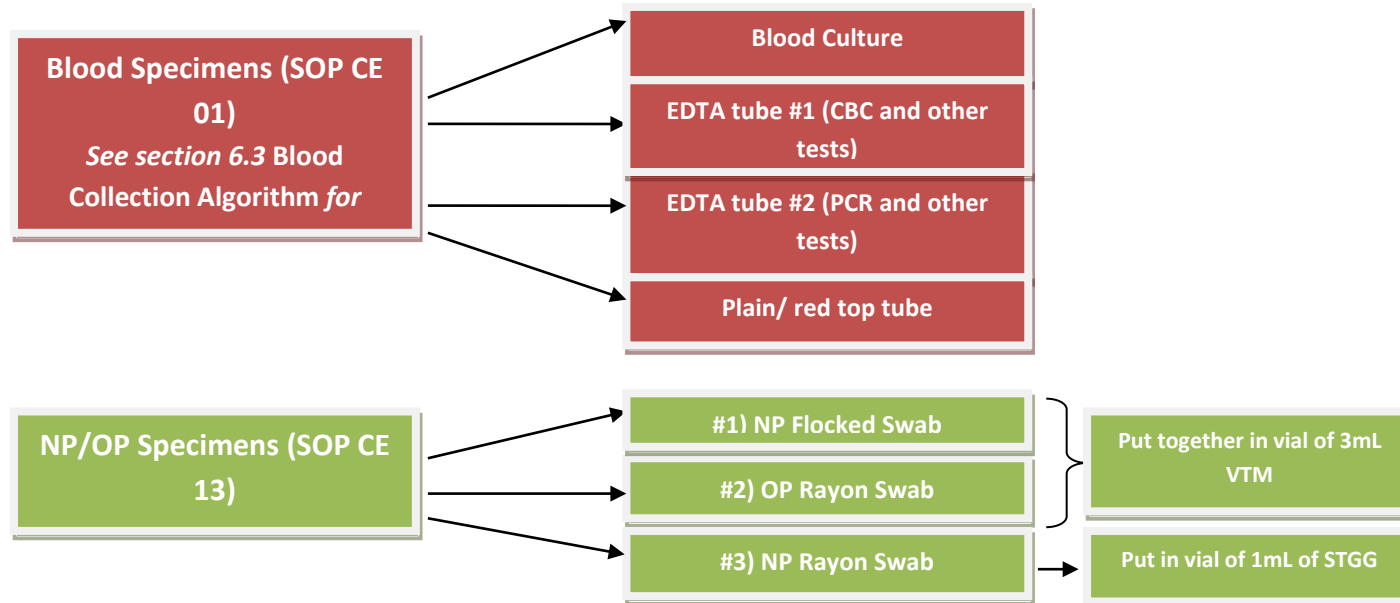 Blood Specimens (SOP CE
01)
See section 6.3 Blood
Collection Algorithm for
Blood Culture
EDTA tube #1 (CBC and other
tests)
EDTA tube #2 (PCR and other
tests)
Plain/ red top tube
NP/OP Specimens (SOP CE
13)
#1) NP Flocked Swab
#2) OP Rayon Swab
#3) NP Rayon Swab
Put together in vial of 3mL
VTM
Put in vial of 1mL of STGG